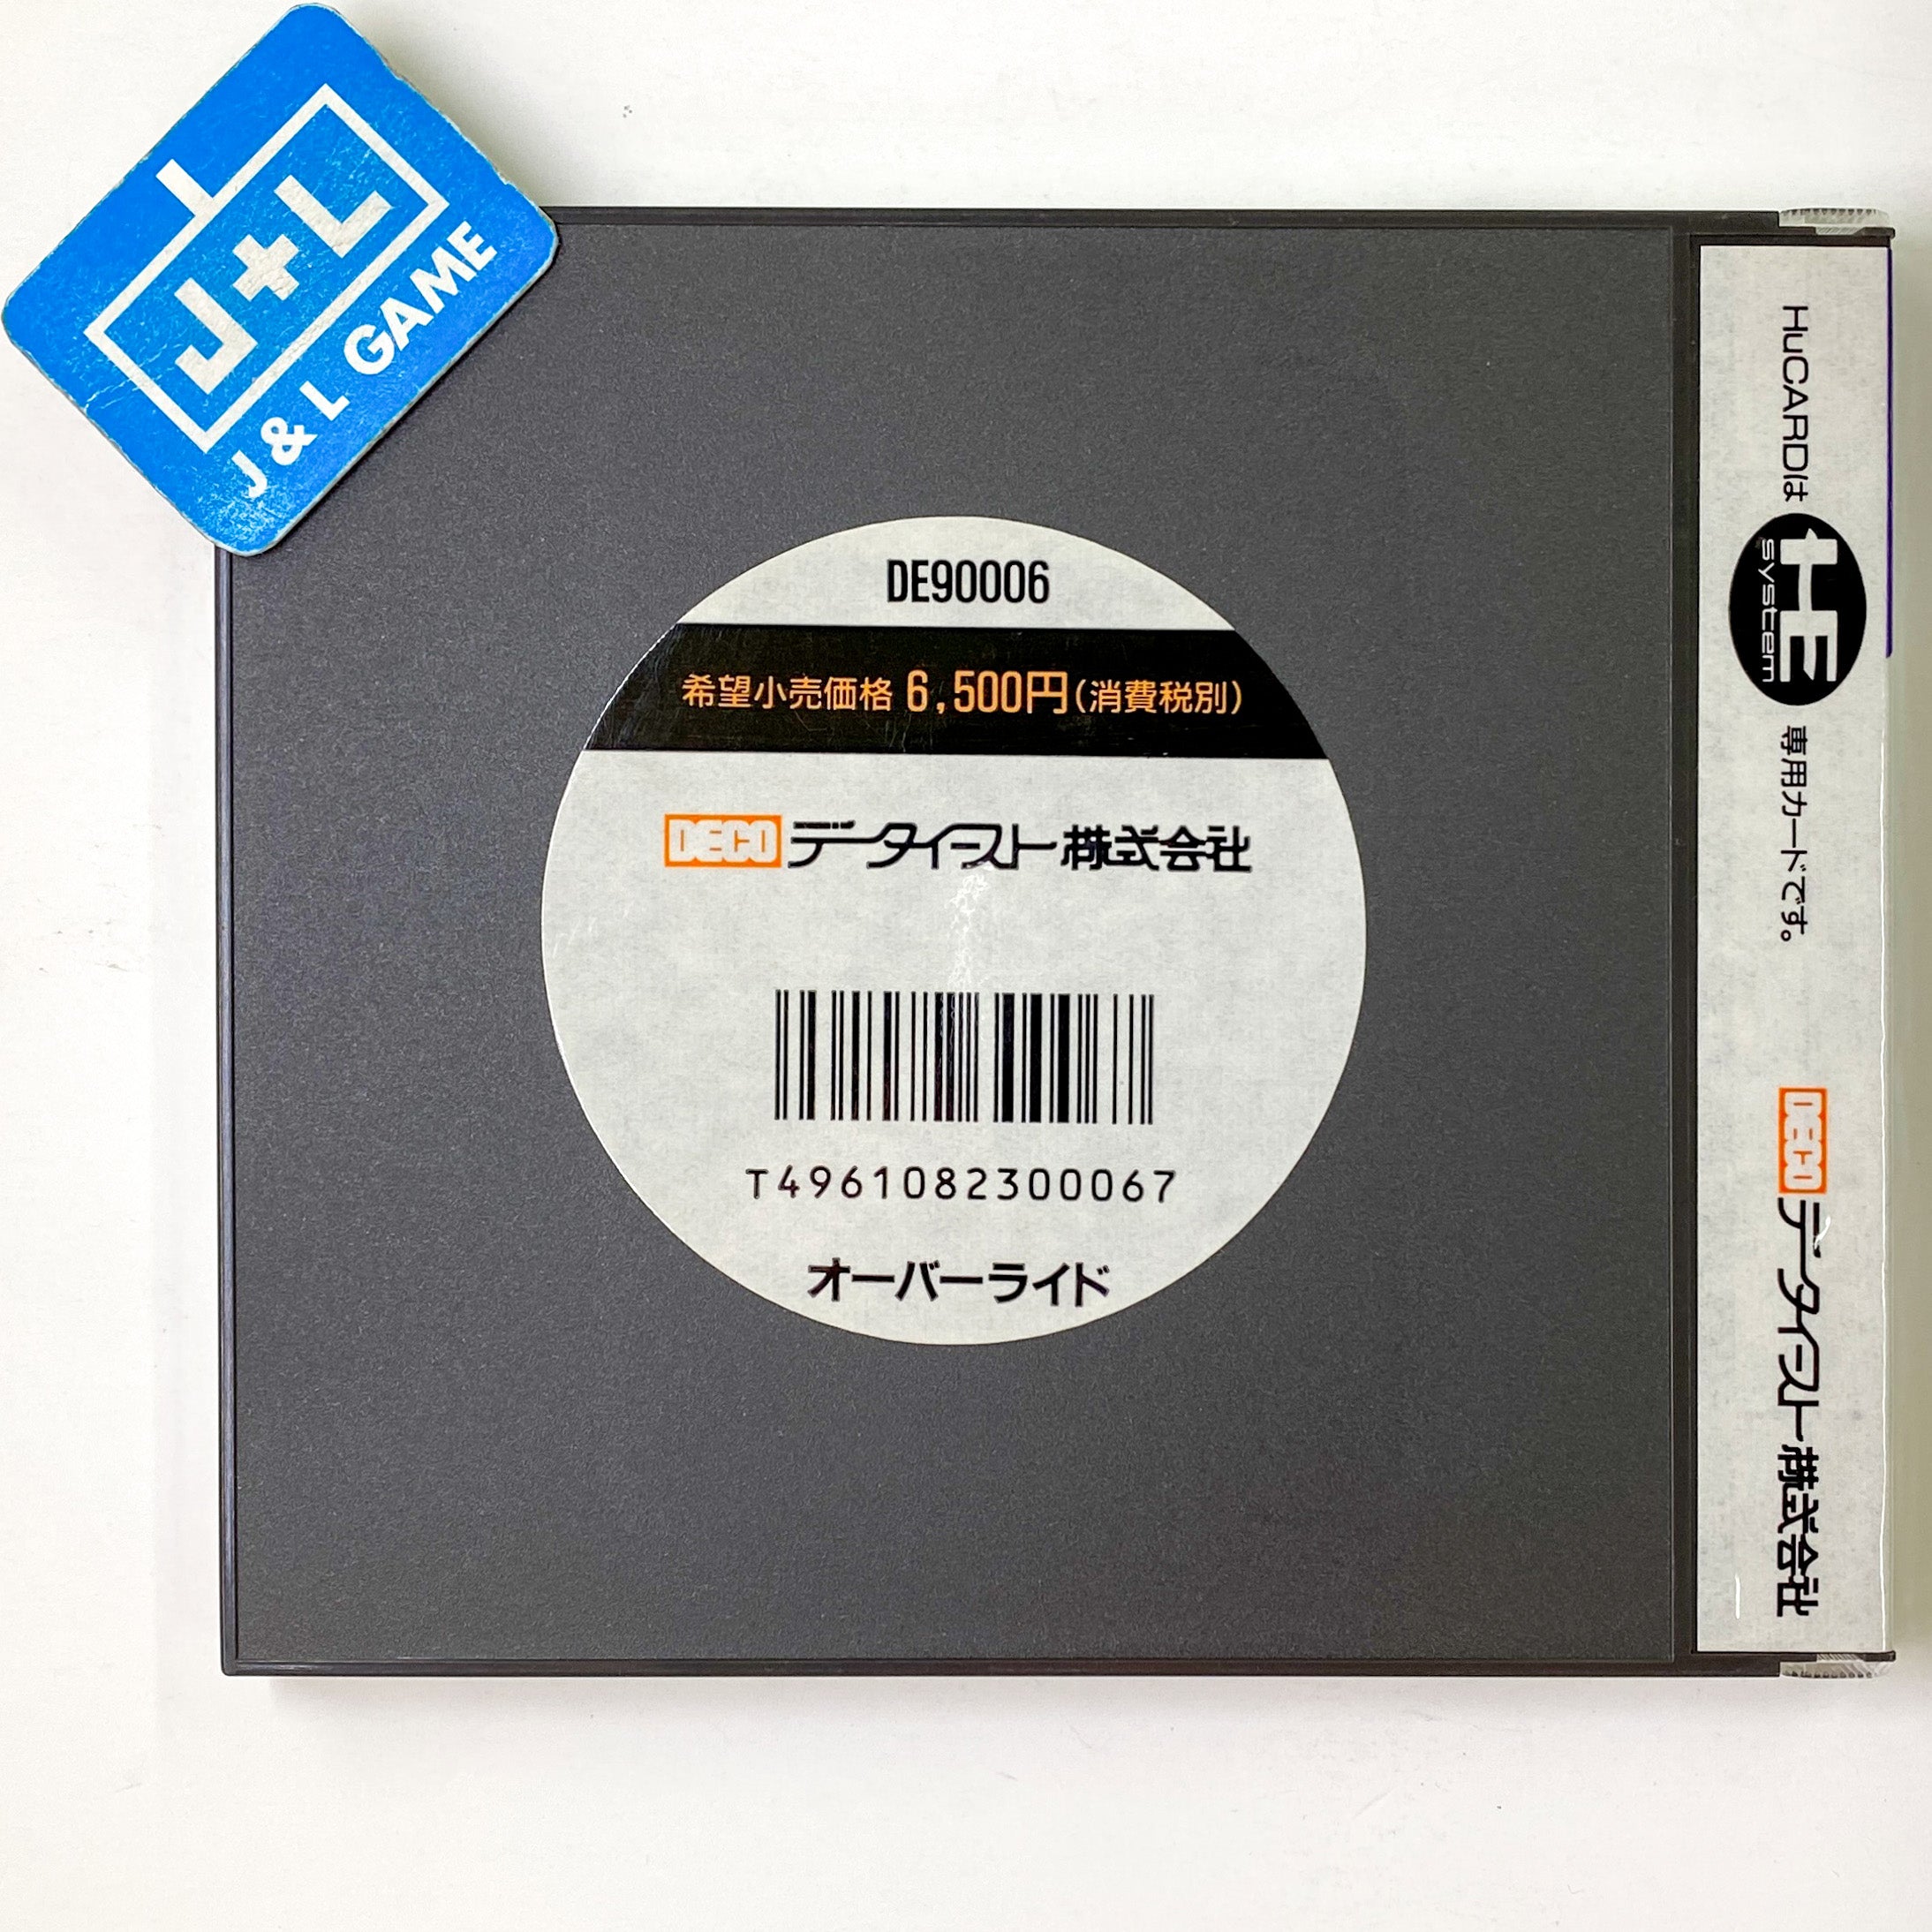 J+L
J & L GAME
DE90006
希望小売価格 6,500円(消費税別)
DECO データイースト株式会社
T4961082300067
オーバーライド
HuCARDは HE system 専用カードです。
DECO データイースト株式会社